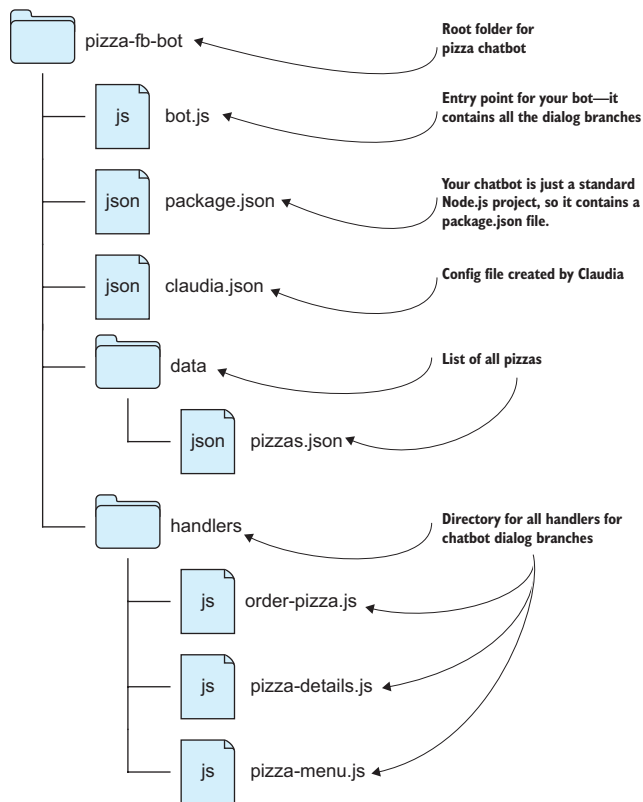 pizza-fb-bot
Root folder for
pizza chatbot
js
bot.js
Entry point for your bot—it
contains all the dialog branches
json
package.json
Your chatbot is just a standard
Node.js project, so it contains a
package.json file.
json
claudia.json
Config file created by Claudia
data
List of all pizzas
json
pizzas.json
handlers
Directory for all handlers for
chatbot dialog branches
js
order-pizza.js
js
pizza-details.js
js
pizza-menu.js